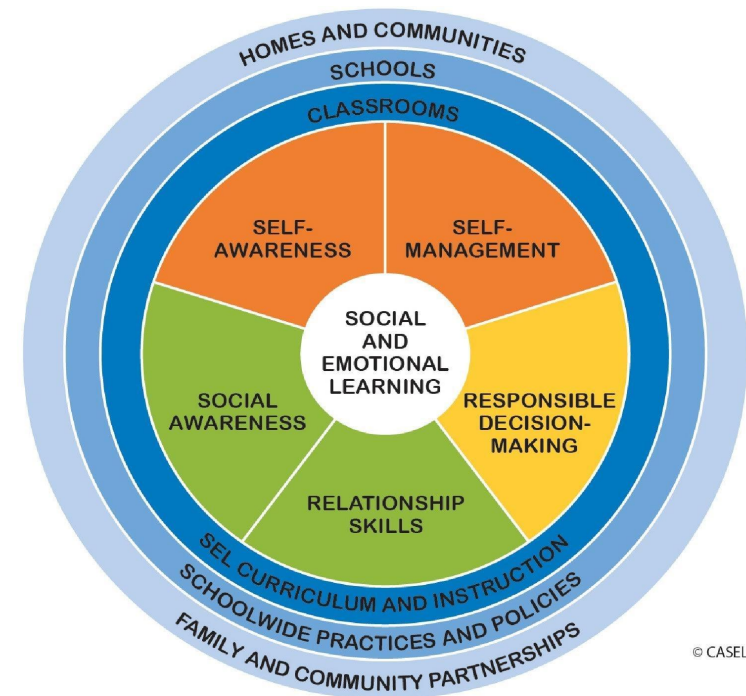 HOMES AND COMMUNITIES
SCHOOLS
CLASSROOMS
SELF-
AWARENESS
SELF-
MANAGEMENT
SOCIAL
AND
EMOTIONAL
LEARNING
SOCIAL
AWARENESS
RESPONSIBLE
DECISION-
MAKING
RELATIONSHIP
SKILLS
SEL CURRICULUM AND INSTRUCTION
SCHOOLWIDE PRACTICES AND POLICIES
FAMILY AND COMMUNITY PARTNERSHIPS
© CASEL